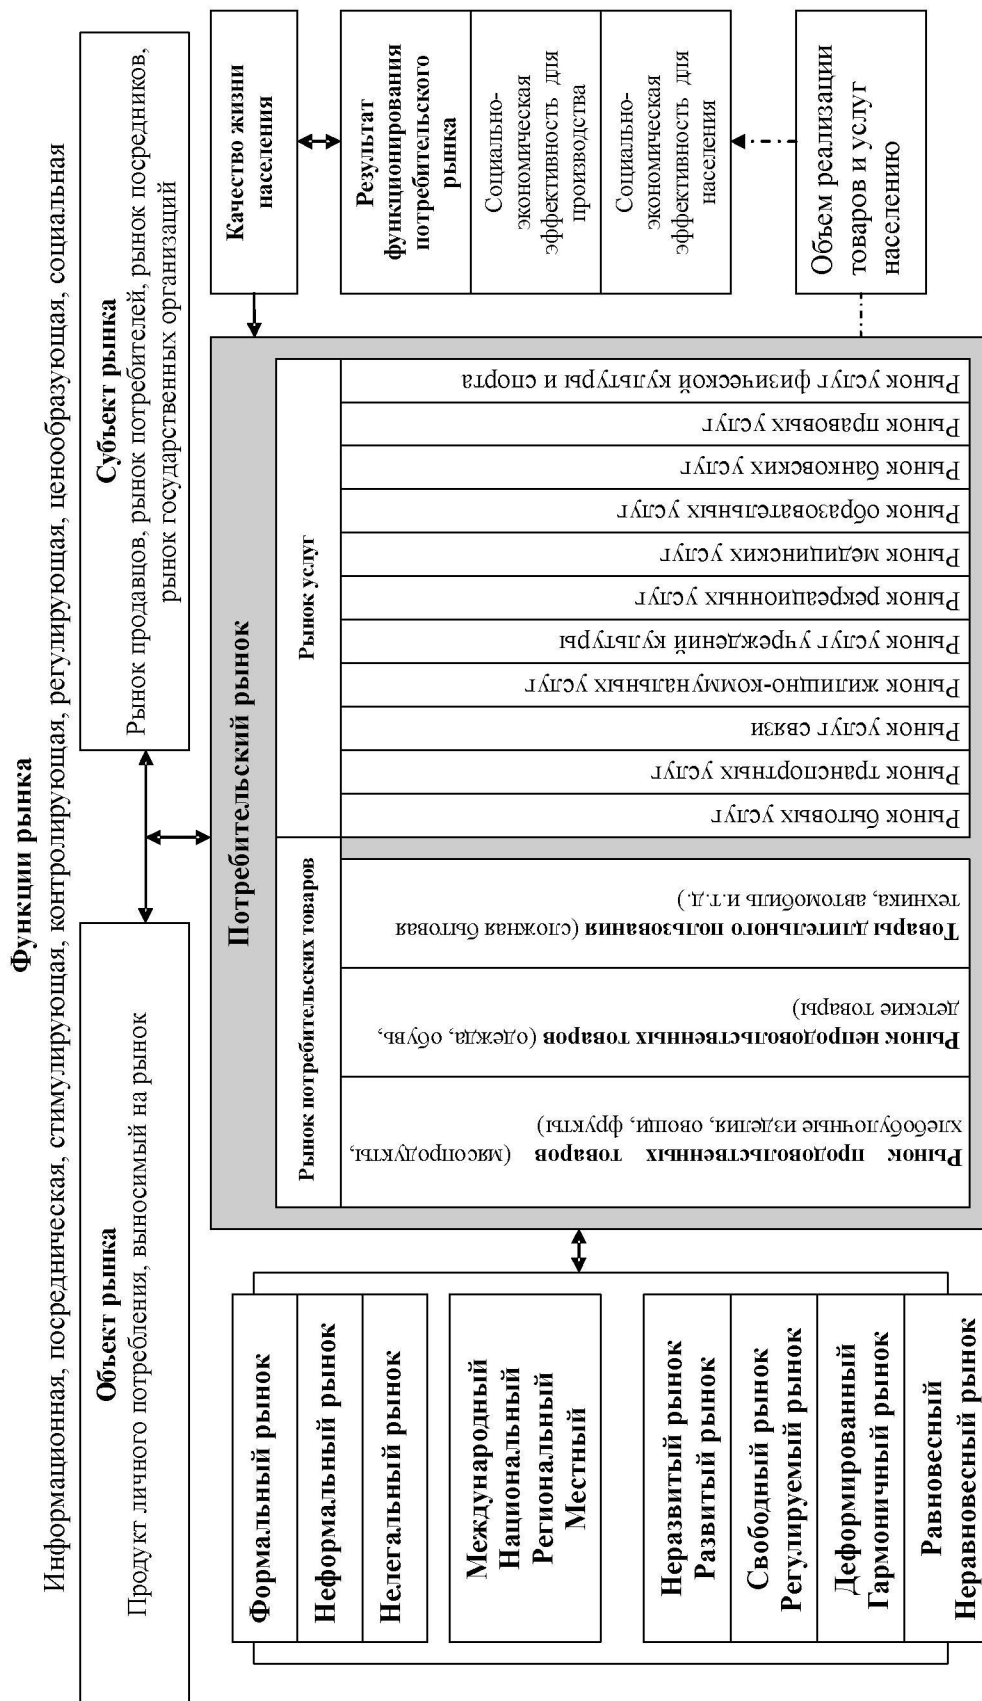 Функции рынка
Информационная, посредническая, стимулирующая, контролирующая, регулирующая, ценообразующая, социальная
Объект рынка
Продукт личного потребления, выносимый на рынок
Субъект рынка
Рынок продавцов, рынок потребителей, рынок посредников,
рынок государственных организаций
Формальный рынок
Неформальный рынок
Нелегальный рынок
Международный
Национальный
Региональный
Местный
Неразвитый рынок
Развитый рынок
Свободный рынок
Регулируемый рынок
Деформированный
Гармоничный рынок
Равновесный
Неравновесный рынок
Потребительский рынок
Рынок потребительских товаров
Рынок продовольственных товаров (мясопродукты,
хлебобулочные изделия, овощи, фрукты)
Рынок непродовольственных товаров (одежда, обувь,
детские товары)
Товары длительного пользования (сложная бытовая
техника, автомобиль и.т.д.)
Рынок услуг
Рынок бытовых услуг
Рынок транспортных услуг
Рынок услуг связи
Рынок жилищно-коммунальных услуг
Рынок услуг учреждений культуры
Рынок рекреационных услуг
Рынок медицинских услуг
Рынок образовательных услуг
Рынок банковских услуг
Рынок правовых услуг
Рынок услуг физической культуры и спорта
Качество жизни
населения
Результат
функционирования
потребительского
рынка
Социально-
экономическая
эффективность для
производства
Социально-
экономическая
эффективность для
населения
Объем реализации
товаров и услуг
населению